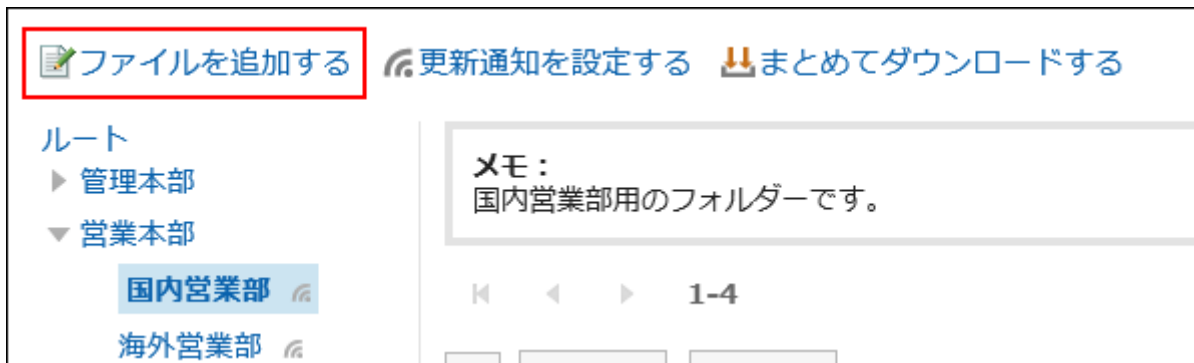 ファイルを追加する 更新通知を設定する まとめてダウンロードする
ルート
管理本部
営業本部
国内営業部
海外営業部
メモ：
国内営業部用のフォルダーです。
1-4